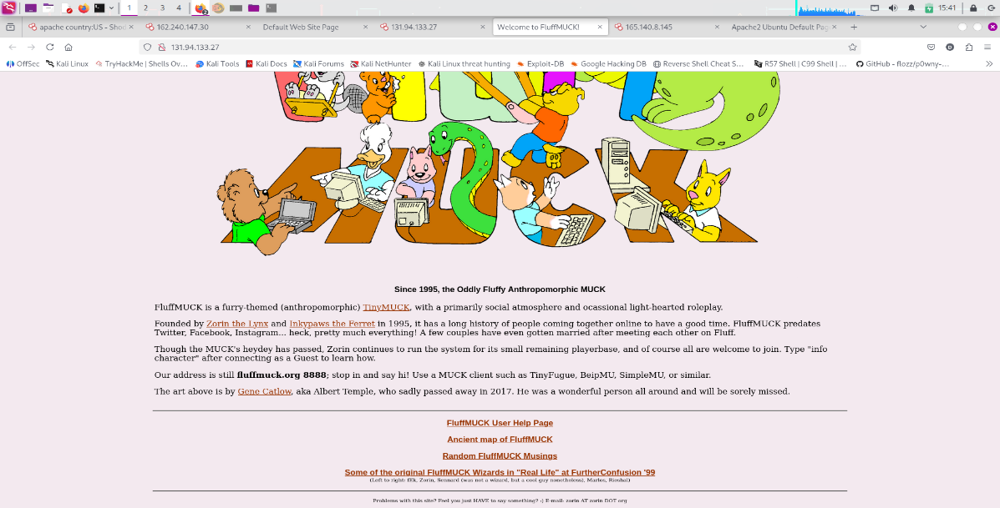 1 2 3 4 2 15:41
apache country:US - Shod
162.240.147.30
Default Web Site Page
131.94.133.27
Welcome to FluffMUCK!
165.140.8.145
Apache2 Ubuntu Default Pag
131.94.133.27
OffSec Kali Linux TryHackMe | Shells Ov… Kali Tools Kali Docs Kali Forums Kali NetHunter Kali Linux threat hunting Exploit-DB Google Hacking DB Reverse Shell Cheat S… R57 Shell | C99 Shell | … GitHub - flozz/p0wny-…
MUCK
Since 1995, the Oddly Fluffy Anthropomorphic MUCK
FluffMUCK is a furry-themed (anthropomorphic) TinyMUCK, with a primarily social atmosphere and ocassional light-hearted roleplay.
Founded by Zorin the Lynx and Inkypaws the Ferret in 1995, it has a long history of people coming together online to have a good time. FluffMUCK predates
Twitter, Facebook, Instagram... heck, pretty much everything! A few couples have even gotten married after meeting each other on Fluff.
Though the MUCK's heydey has passed, Zorin continues to run the system for its small remaining playerbase, and of course all are welcome to join. Type "info
character" after connecting as a Guest to learn how.
Our address is still fluffmuck.org 8888; stop in and say hi! Use a MUCK client such as TinyFugue, BeipMU, SimpleMU, or similar.
The art above is by Gene Catlow, aka Albert Temple, who sadly passed away in 2017. He was a wonderful person all around and will be sorely missed.
FluffMUCK User Help Page
Ancient map of FluffMUCK
Random FluffMUCK Musings
Some of the original FluffMUCK Wizards in "Real Life" at FurtherConfusion '99
(Left to right: fEk, Zorin, Sennard (was not a wizard, but a cool guy nonetheless), Marlos, Rieshal)
Problems with this site? Feel you just HAVE to say something? :) E-mail: zorin AT zorin DOT org